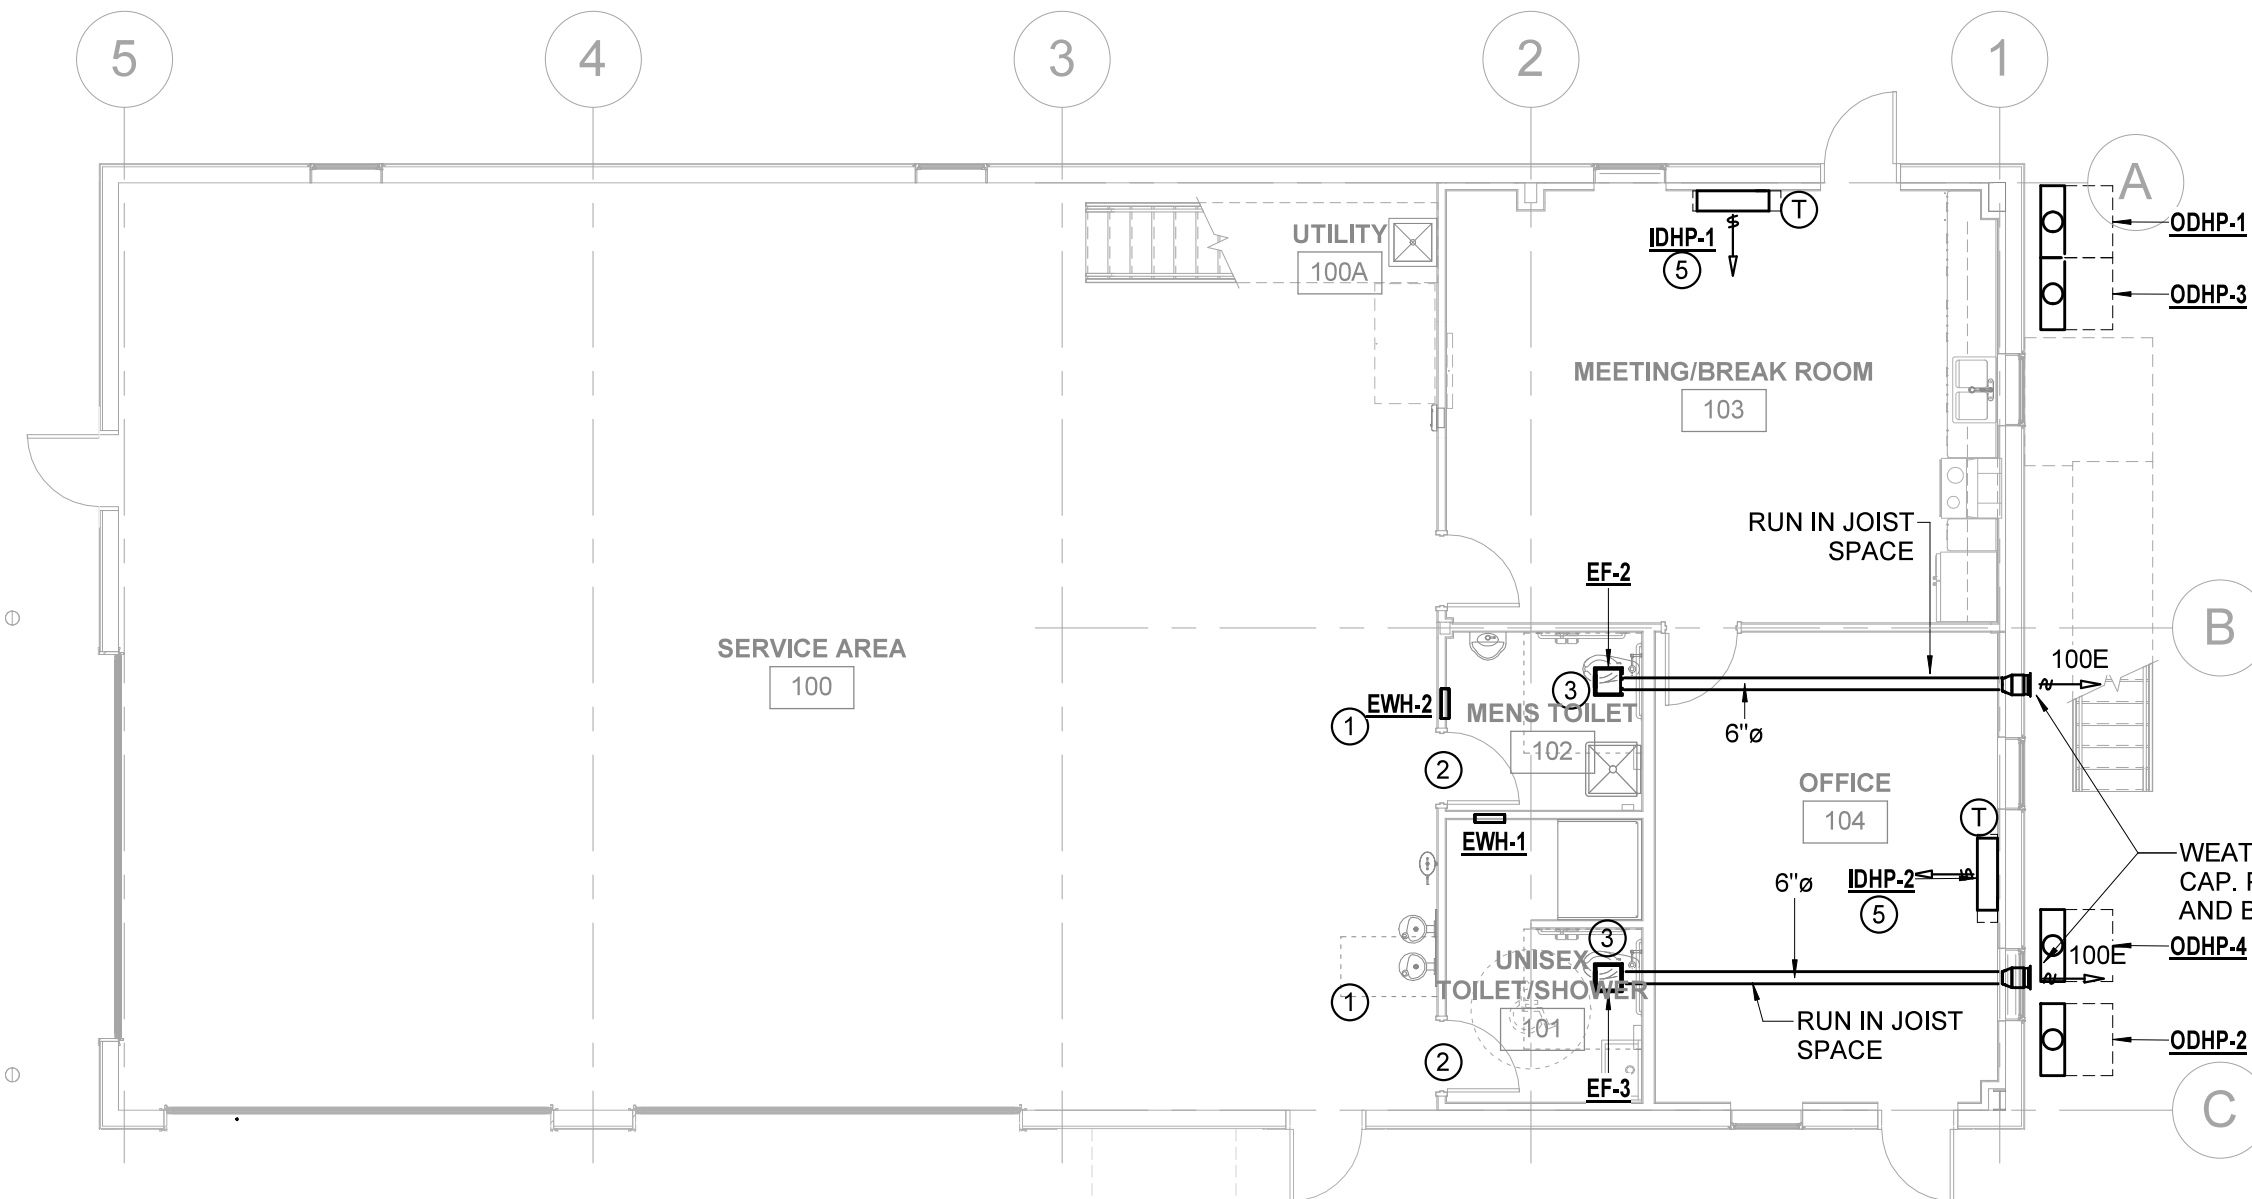 5
4
3
2
1
A
ODHP-1
UTILITY
100A
IDHP-1
5
T
ODHP-3
MEETING/BREAK ROOM
103
RUN IN JOIST
SPACE
EF-2
B
SERVICE AREA
100
100E
3
EWH-2
1
MENS TOILET
6"ø
102
2
OFFICE
104
T
EWH-1
WEAT
CAP. 
AND B
6"ø
IDHP-2
5
3
ODHP-4
100E
UNISEX
TOILET/SHOWER
1
101
RUN IN JOIST
SPACE
ODHP-2
2
EF-3
C